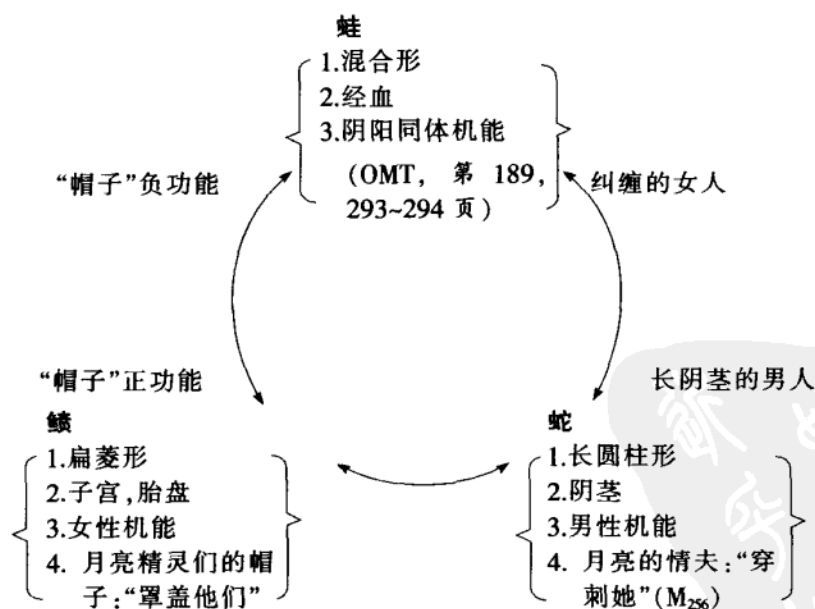 蛙
1.混合形
2.经血
3.阴阳同体机能
(OMT, 第 189,
293~294 页)
“帽子”负功能
纠缠的女人
“帽子”正功能
长阴茎的男人
鲼
1.扁菱形
2.子宫,胎盘
3.女性机能
4. 月亮精灵们的帽
子:“罩盖他们”
蛇
1.长圆柱形
2.阴茎
3.男性机能
4. 月亮的情夫:“穿
刺她”(M₂₅₆)